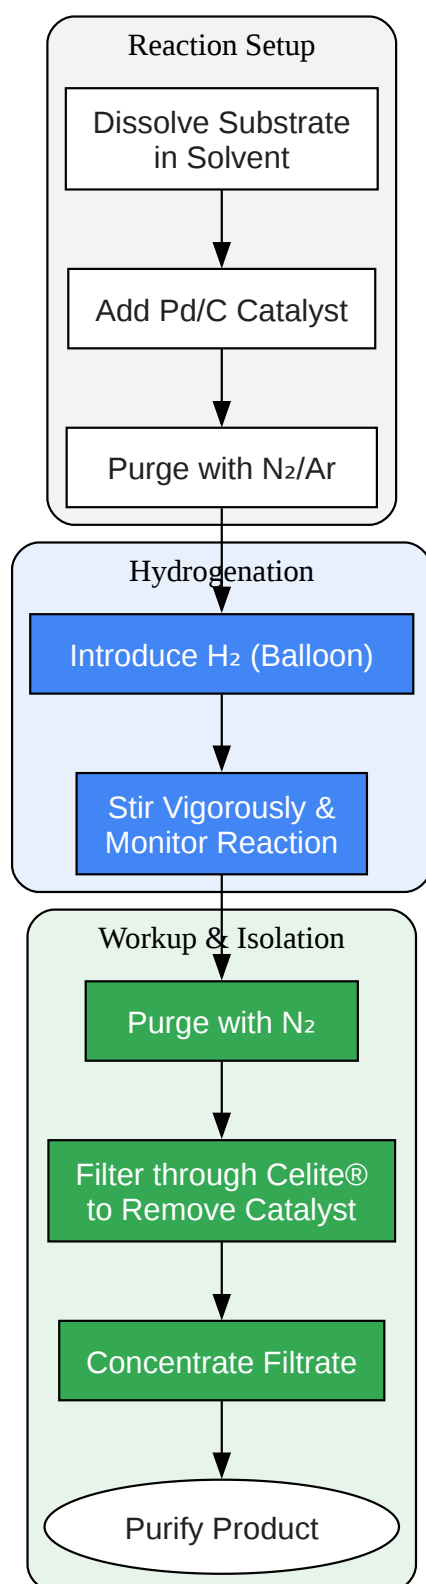 Reaction Setup
Dissolve Substrate
in Solvent
Add Pd/C Catalyst
Purge with N₂/Ar
Hydrogenation
Introduce H₂ (Balloon)
Stir Vigorously &
Monitor Reaction
Workup & Isolation
Purge with N₂
Filter through Celite®
to Remove Catalyst
Concentrate Filtrate
Purify Product